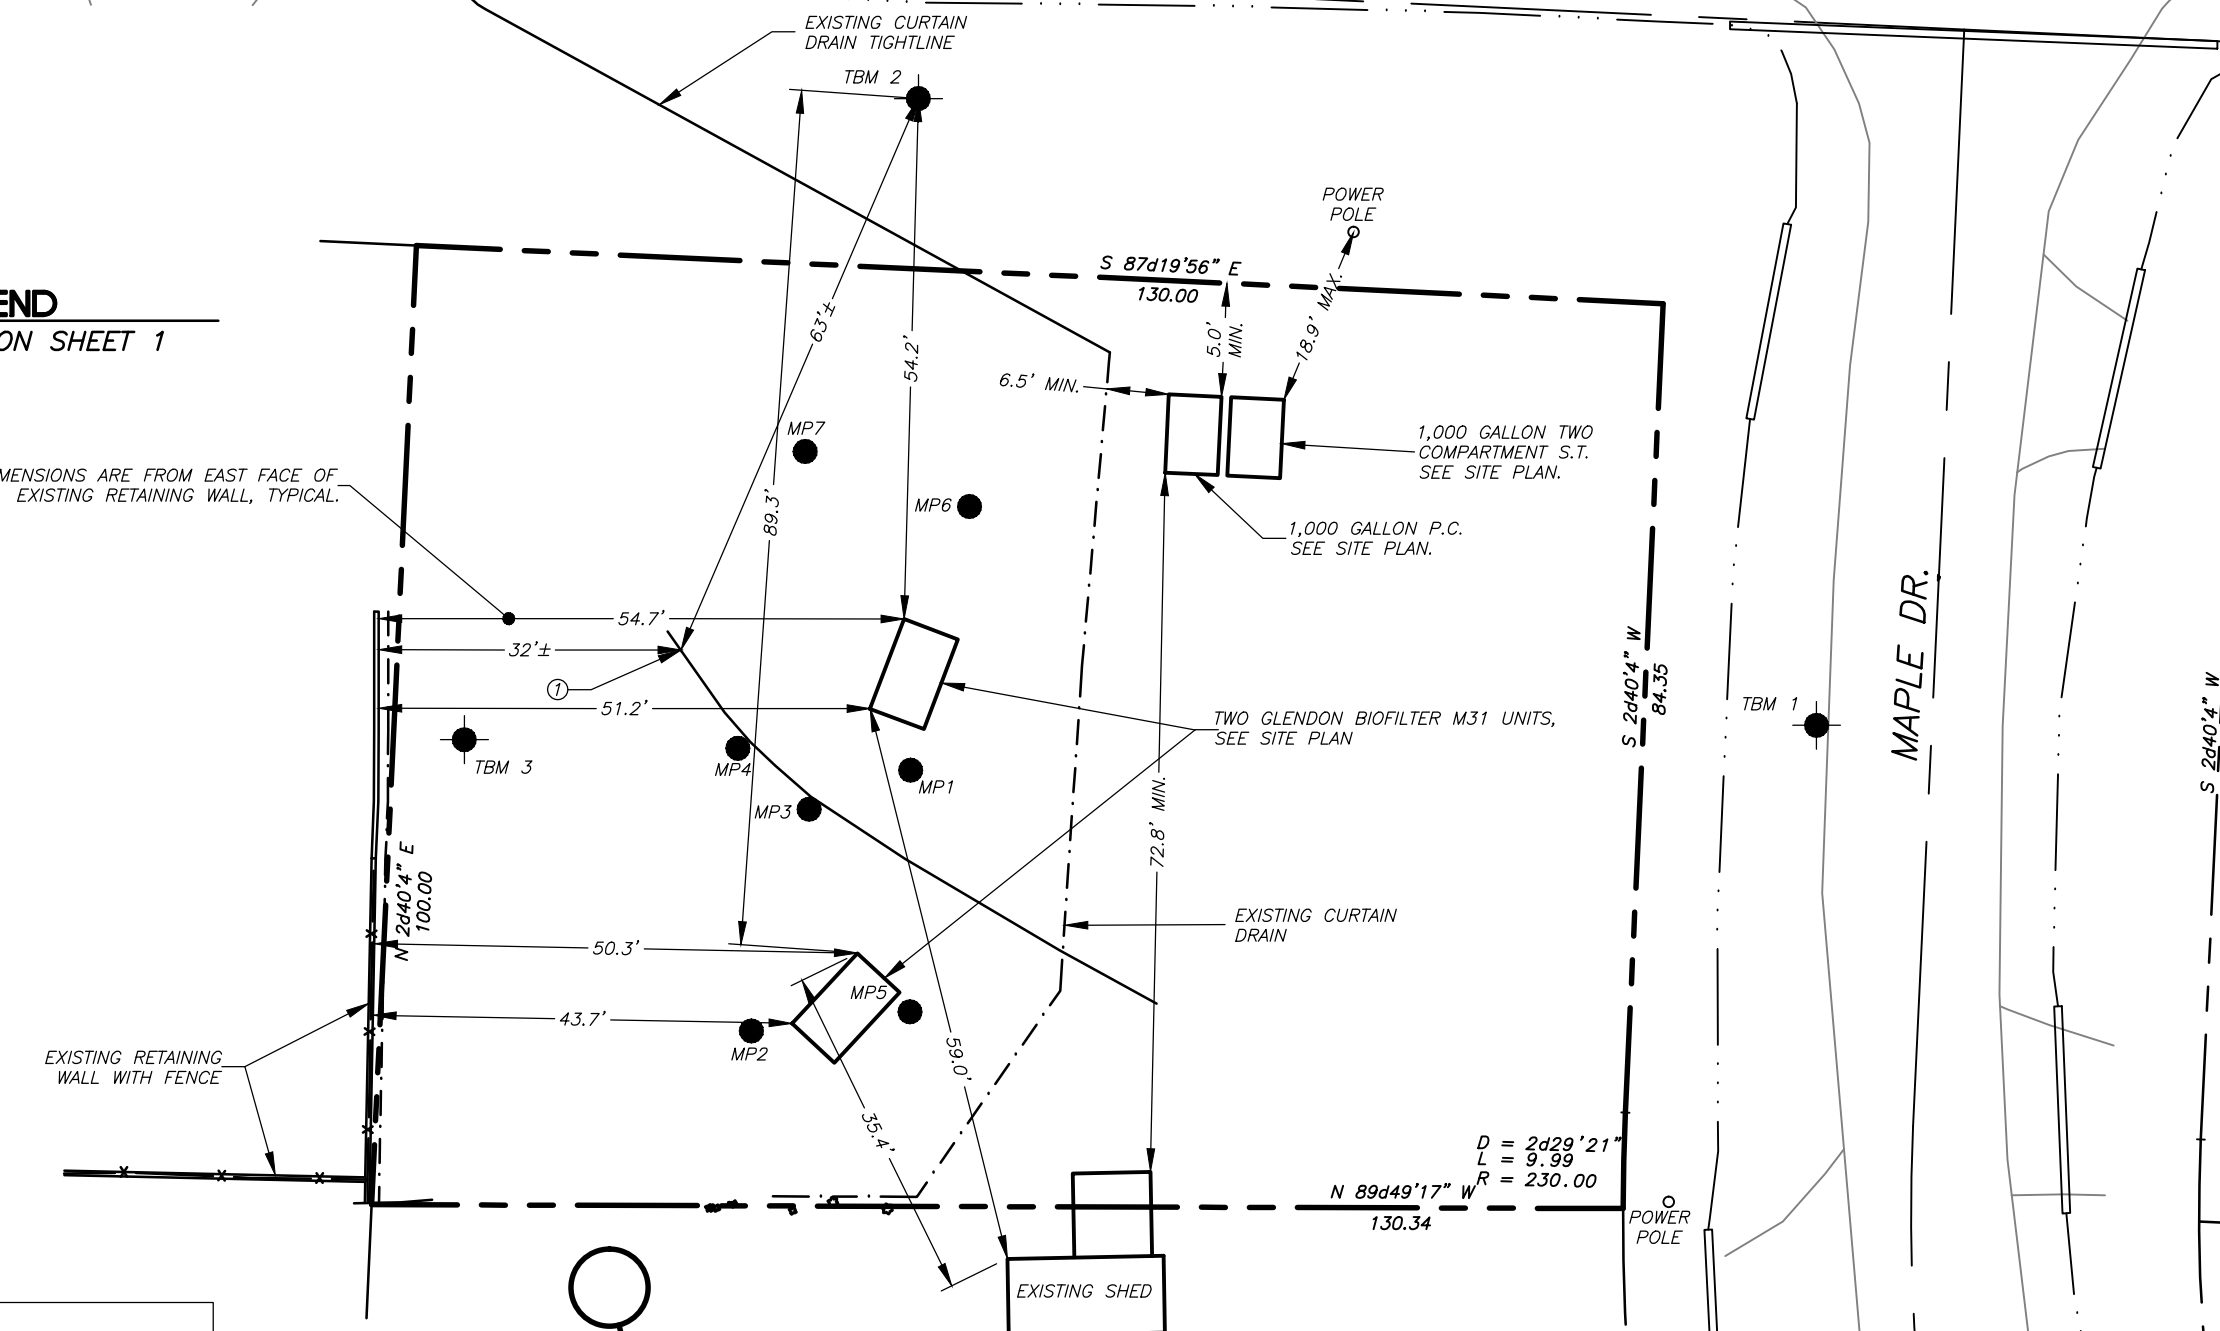 EXISTING CURTAIN
DRAIN TIGHTLINE
TBM 2
POWER
POLE
S 87d19'56" E
130.00
END
ON SHEET 1
63'±
54.2'
5.0'
MIN.
18.9' MAX.
6.5' MIN.
MP7
1,000 GALLON TWO
COMPARTMENT S.T.
SEE SITE PLAN.
MENSIONS ARE FROM EAST FACE OF
EXISTING RETAINING WALL, TYPICAL.
89.3'
MP6
1,000 GALLON P.C.
SEE SITE PLAN.
54.7'
32'±
1
51.2'
S 2d40'4" W
84.35
MAPLE DR.
TBM 1
S 2d40'4" W
TWO GLENDON BIOFILTER M31 UNITS,
SEE SITE PLAN
TBM 3
MP4
MP1
MP3
72.8' MIN.
N 2d40'4" E
100.00
EXISTING CURTAIN
DRAIN
50.3'
MP5
43.7'
MP2
59.0'
35.4'
EXISTING RETAINING
WALL WITH FENCE
D = 2d29'21"
L = 9.99
R = 230.00
N 89d49'17" W
130.34
POWER
POLE
EXISTING SHED